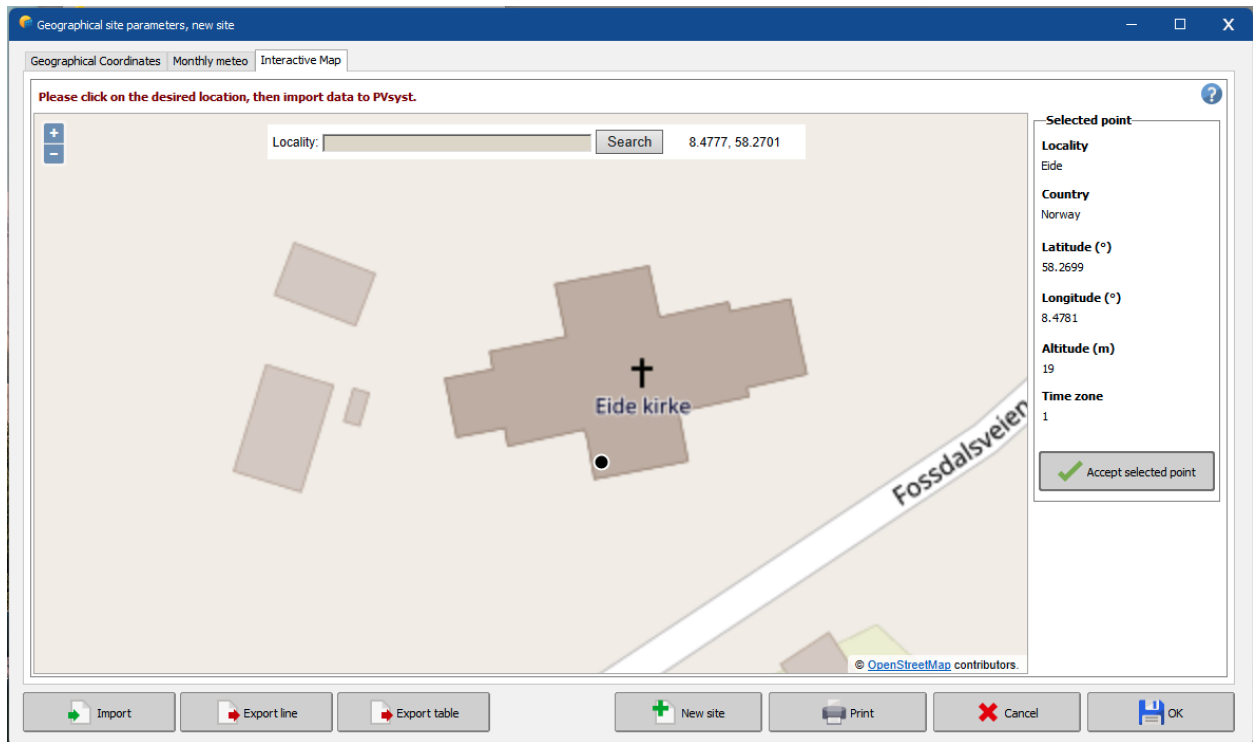 Geographical site parameters, new site
Geographical Coordinates Monthly meteo Interactive Map
Please click on the desired location, then import data to PVsyst.
+
-
Locality: Search 8.4777, 58.2701
Eide kirke
Fossdalsveien
© OpenStreetMap contributors.
Selected point
Locality
Eide
Country
Norway
Latitude (°)
58.2699
Longitude (°)
8.4781
Altitude (m)
19
Time zone
1
Accept selected point
Import Export line Export table New site Print Cancel OK